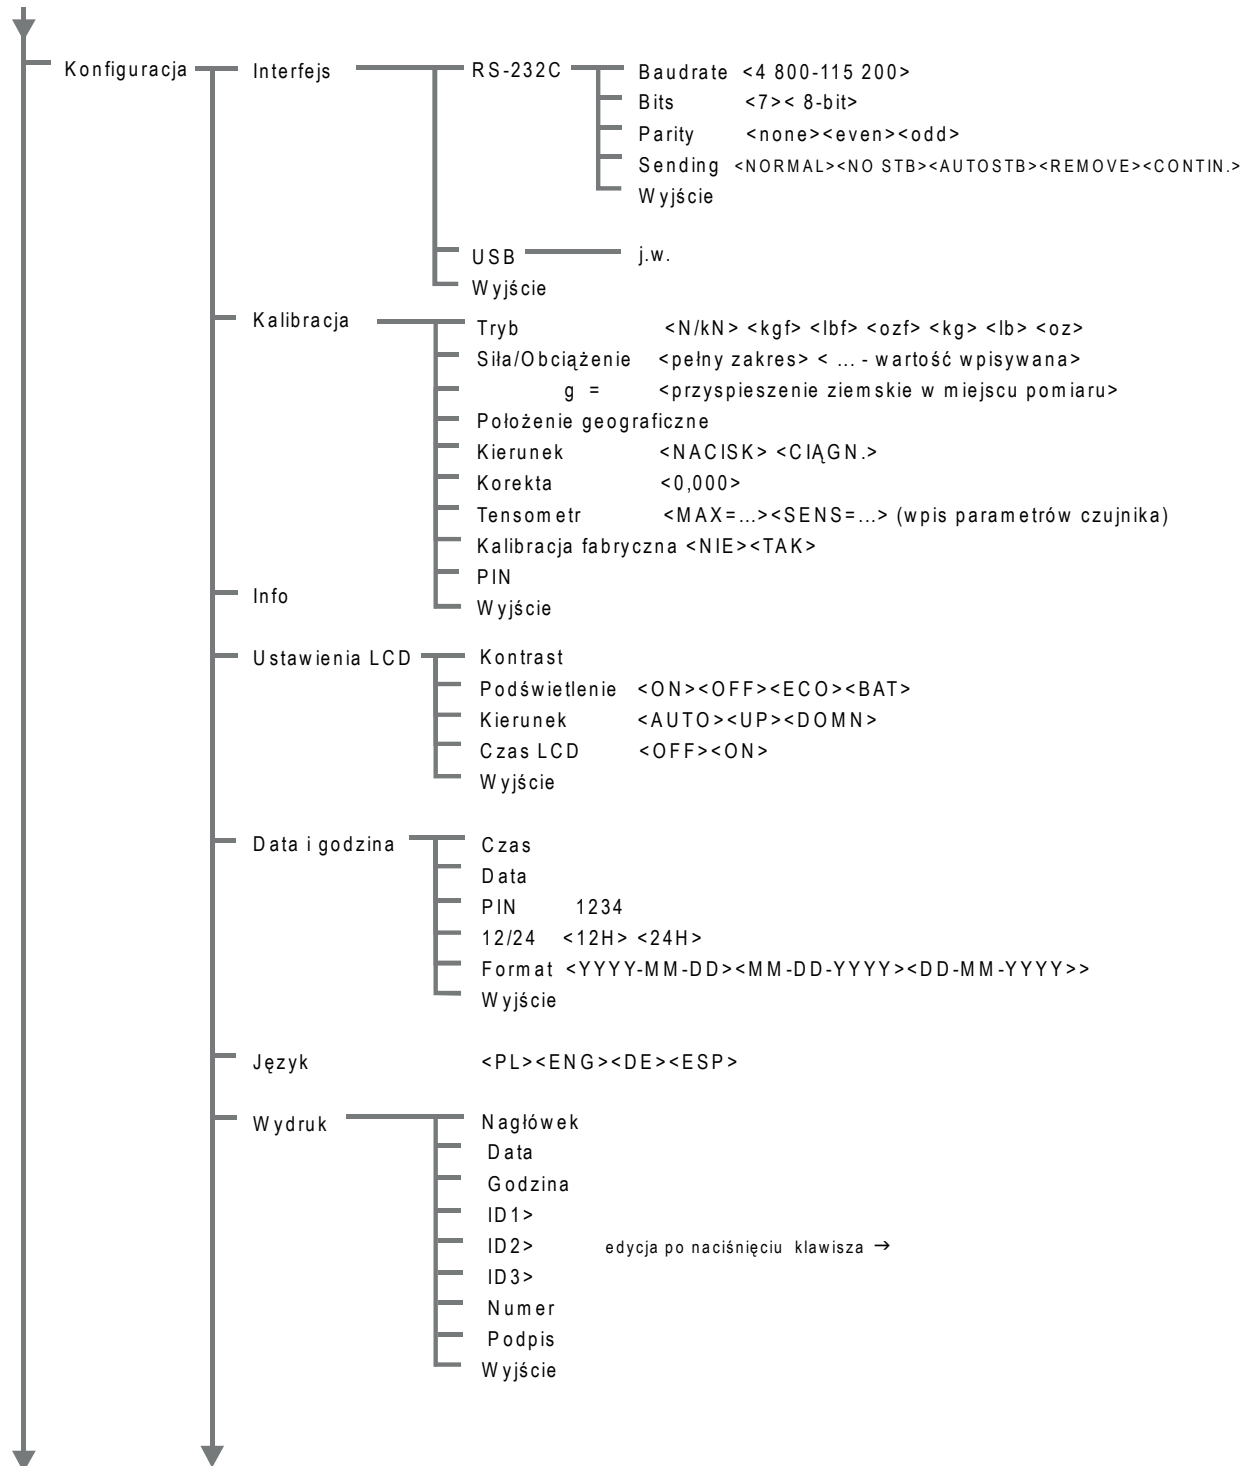 Konfiguracja Interfejs RS-232C Baudrate <4 800-115 200>
Bits <7>< 8-bit>
Parity <none><even><odd>
Sending <NORMAL><NO STB><AUTOSTB><REMOVE><CONTIN.>
Wyjście
USB j.w.
Wyjście
Kalibracja Tryb <N/kN> <kgf> <lbf> <ozf> <kg> <lb> <oz>
Siła/Obciążenie <pełny zakres> < ... - wartość wpisywana>
g = <przyspieszenie ziemskie w miejscu pomiaru>
Położenie geograficzne
Kierunek <NACISK> <CIĄGN.>
Korekta <0,000>
Tensometr <MAX=...><SENS=...> (wpis parametrów czujnika)
Kalibracja fabryczna <NIE><TAK>
PIN
Wyjście
Info
Ustawienia LCD Kontrast
Podświetlenie <ON><OFF><ECO><BAT>
Kierunek <AUTO><UP><DOMN>
Czas LCD <OFF><ON>
Wyjście
Data i godzina Czas
Data
PIN 1234
12/24 <12H> <24H>
Format <YYYY-MM-DD><MM-DD-YYYY><DD-MM-YYYY>>
Wyjście
Język <PL><ENG><DE><ESP>
Wydruk Nagłówek
Data
Godzina
ID1>
ID2> edycja po naciśnięciu klawisza →
ID3>
Numer
Podpis
Wyjście